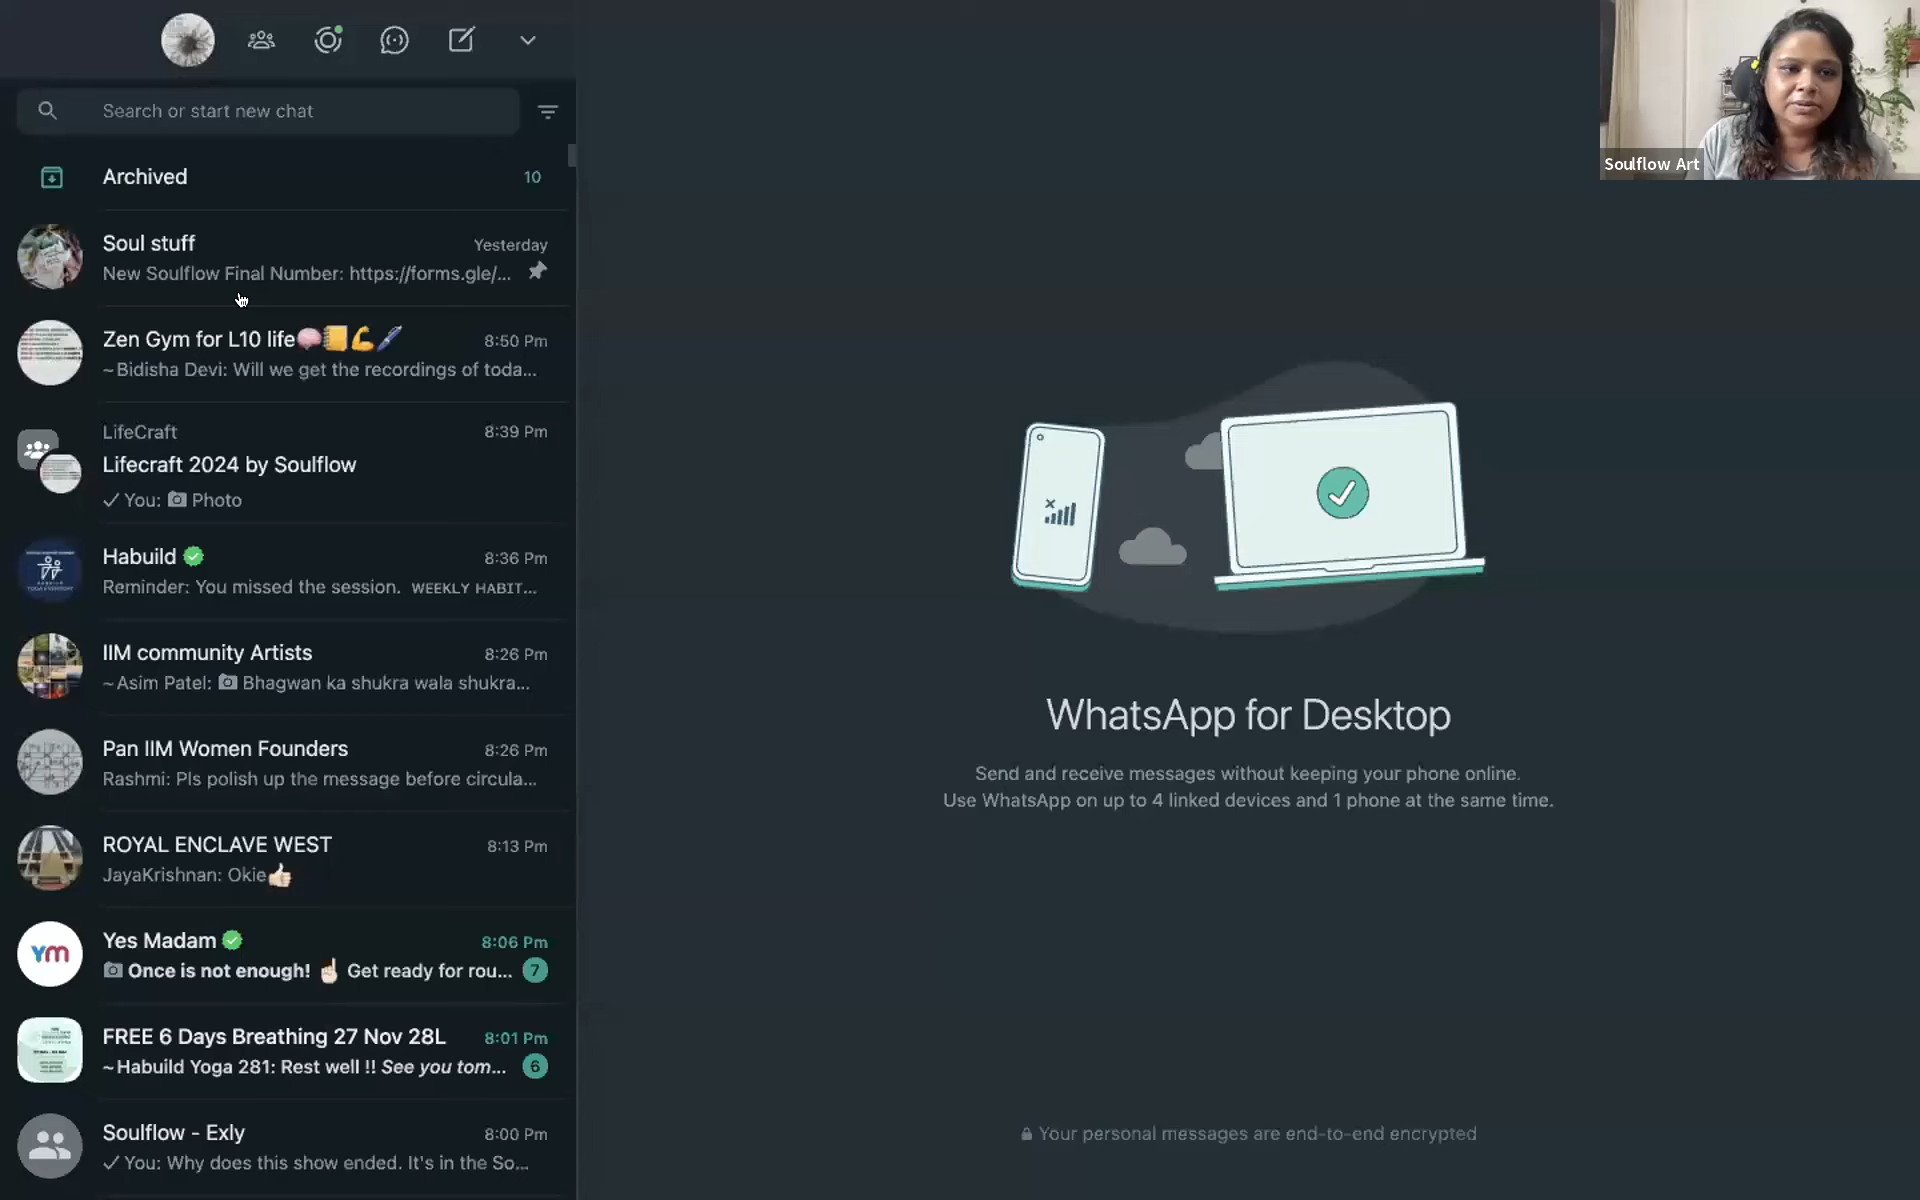 Search or start new chat
Archived
10
Soul stuff
Yesterday
New Soulflow Final Number: https://forms.gle/...
Zen Gym for L10 life🧠📒💪🖊️
8:50 Pm
~Bidisha Devi: Will we get the recordings of toda...
LifeCraft
8:39 Pm
Lifecraft 2024 by Soulflow
You: Photo
Habuild
8:36 Pm
Reminder: You missed the session. WEEKLY HABIT...
IIM community Artists
8:26 Pm
~Asim Patel: Bhagwan ka shukra wala shukra...
Pan IIM Women Founders
8:26 Pm
Rashmi: Pls polish up the message before circula...
ROYAL ENCLAVE WEST
8:13 Pm
JayaKrishnan: Okie👍🏻
YM
Yes Madam
8:06 Pm
Once is not enough! ☝🏻 Get ready for rou...
7
FREE 6 Days Breathing 27 Nov 28L
8:01 Pm
~Habuild Yoga 281: Rest well !! See you tom...
6
Soulflow - Exly
8:00 Pm
You: Why does this show ended. It's in the So...
WhatsApp for Desktop
Send and receive messages without keeping your phone online.
Use WhatsApp on up to 4 linked devices and 1 phone at the same time.
Your personal messages are end-to-end encrypted
Soulflow Art